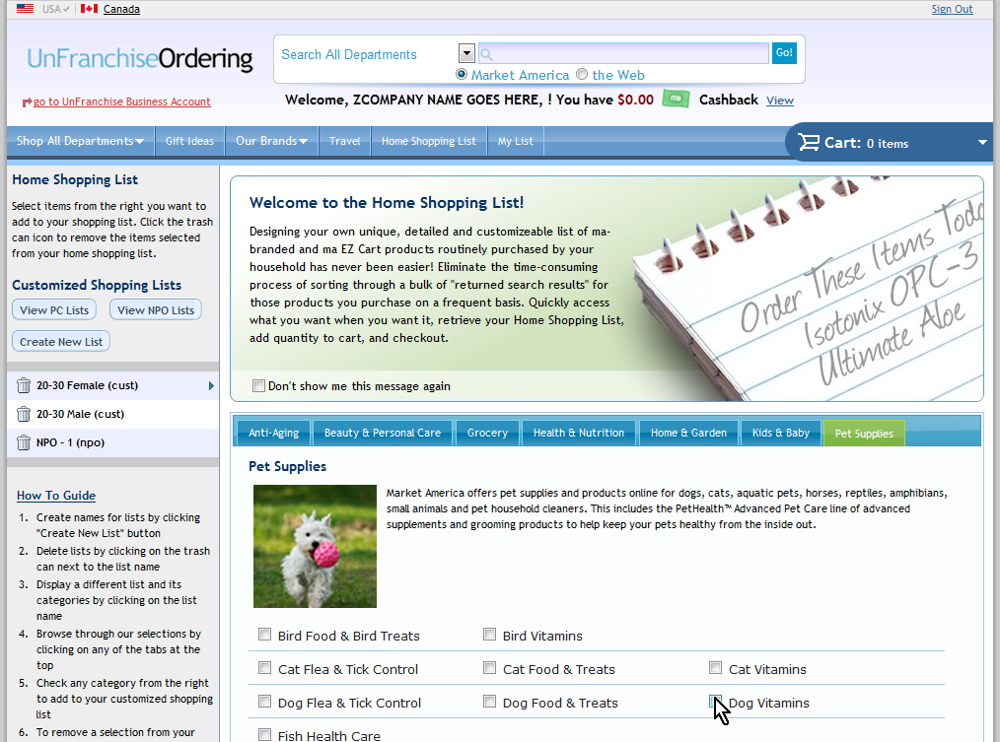 USA Canada Sign Out
UnFranchiseOrdering
Search All Departments Go!
Market America the Web
go to UnFranchise Business Account
Welcome, ZCOMPANY NAME GOES HERE, ! You have $0.00 ma Cashback View
Shop All Departments Gift Ideas Our Brands Travel Home Shopping List My List
Cart: 0 items
Home Shopping List
Select items from the right you want to
add to your shopping list. Click the trash
can icon to remove the items selected
from your home shopping list.
Customized Shopping Lists
View PC Lists View NPO Lists
Create New List
20-30 Female (cust)
20-30 Male (cust)
NPO - 1 (npo)
How To Guide
1. Create names for lists by clicking
"Create New List" button
2. Delete lists by clicking on the trash
can next to the list name
3. Display a different list and its
categories by clicking on the list
name
4. Browse through our selections by
clicking on any of the tabs at the
top
5. Check any category from the right
to add to your customized shopping
list
6. To remove a selection from your
Welcome to the Home Shopping List!
Designing your own unique, detailed and customizeable list of ma-
branded and ma EZ Cart products routinely purchased by your
household has never been easier! Eliminate the time-consuming
process of sorting through a bulk of "returned search results" for
those products you purchase on a frequent basis. Quickly access
what you want when you want it, retrieve your Home Shopping List,
add quantity to cart, and checkout.
Don't show me this message again
Order These Items Toda
Isotonix OPC-3
Ultimate Aloe
Anti-Aging Beauty & Personal Care Grocery Health & Nutrition Home & Garden Kids & Baby Pet Supplies
Pet Supplies
Market America offers pet supplies and products online for dogs, cats, aquatic pets, horses, reptiles, amphibians,
small animals and pet household cleaners. This includes the PetHealth™ Advanced Pet Care line of advanced
supplements and grooming products to help keep your pets healthy from the inside out.
Bird Food & Bird Treats Bird Vitamins
Cat Flea & Tick Control Cat Food & Treats Cat Vitamins
Dog Flea & Tick Control Dog Food & Treats Dog Vitamins
Fish Health Care